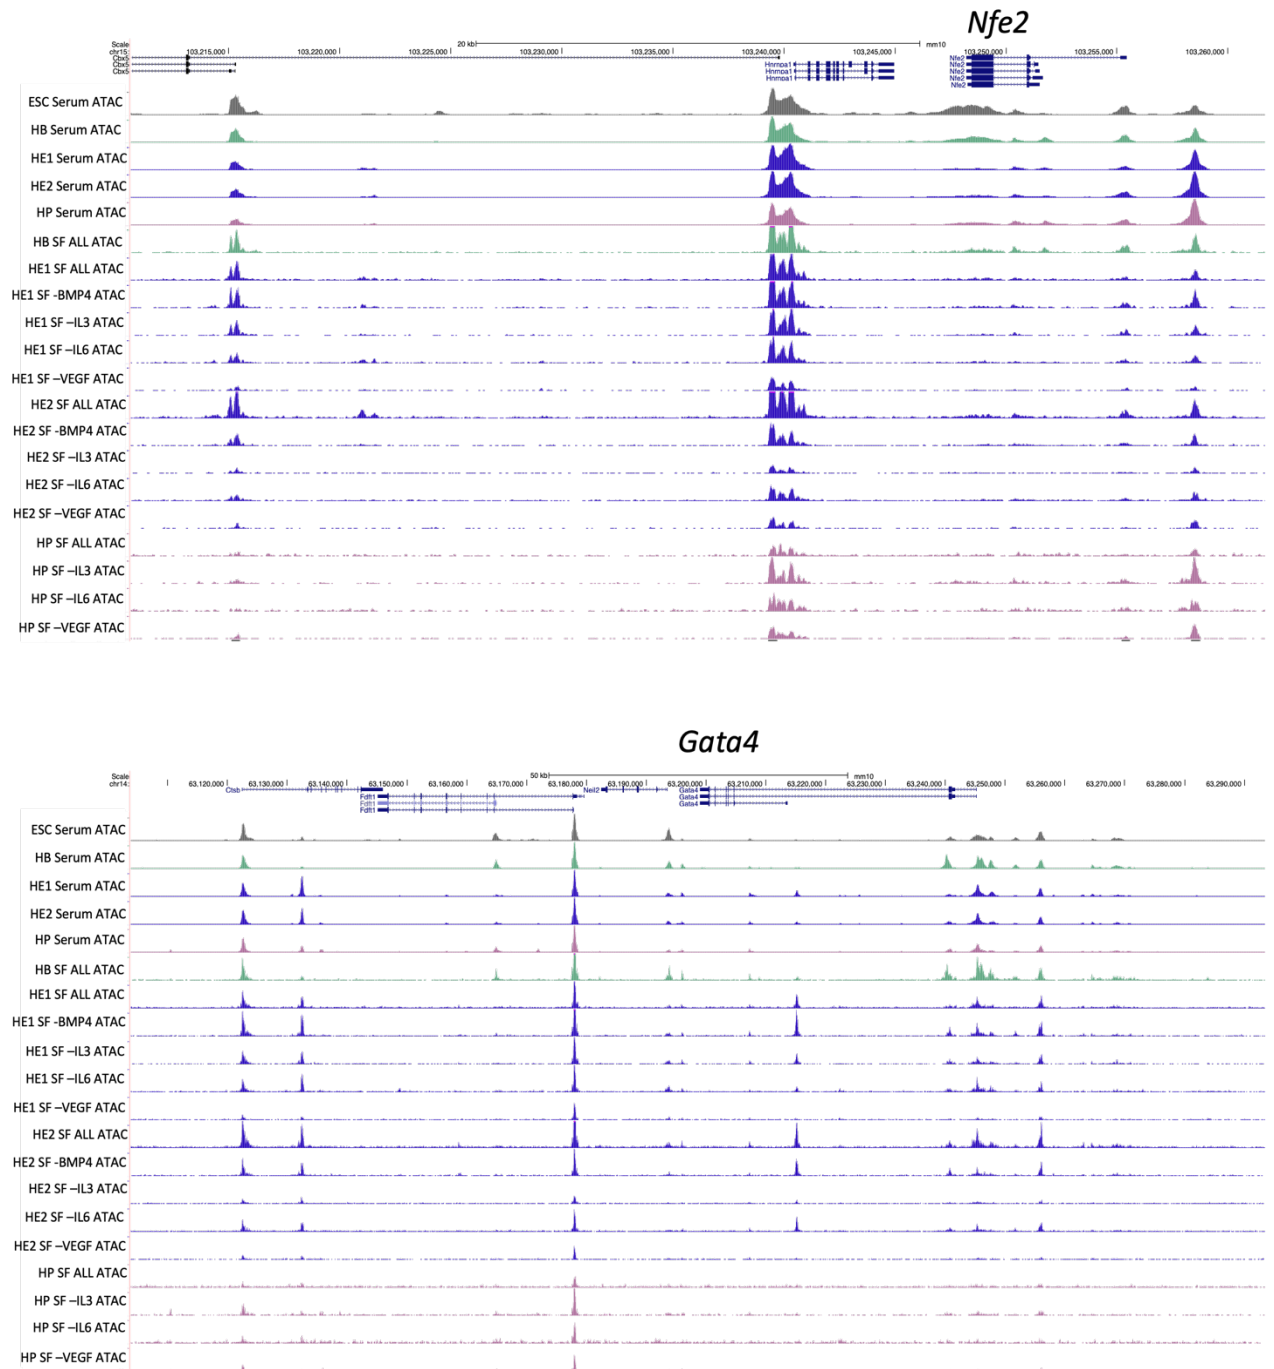 Nfe2
Scale 20 kb mm10
chr15: 103,215,000 103,220,000 103,225,000 103,230,000 103,235,000 103,240,000 103,245,000 103,250,000 103,255,000 103,260,000
Cbx5 Hnrnpa1 Nfe2
Cbx5 Hnrnpa1 Nfe2
Cbx5 Hnrnpa1 Nfe2
Nfe2
Nfe2
ESC Serum ATAC
HB Serum ATAC
HE1 Serum ATAC
HE2 Serum ATAC
HP Serum ATAC
HB SF ALL ATAC
HE1 SF ALL ATAC
HE1 SF -BMP4 ATAC
HE1 SF –IL3 ATAC
HE1 SF –IL6 ATAC
HE1 SF –VEGF ATAC
HE2 SF ALL ATAC
HE2 SF -BMP4 ATAC
HE2 SF –IL3 ATAC
HE2 SF –IL6 ATAC
HE2 SF –VEGF ATAC
HP SF ALL ATAC
HP SF –IL3 ATAC
HP SF –IL6 ATAC
HP SF –VEGF ATAC
Gata4
Scale 50 kb mm10
chr14: 63,120,000 63,130,000 63,140,000 63,150,000 63,160,000 63,170,000 63,180,000 63,190,000 63,200,000 63,210,000 63,220,000 63,230,000 63,240,000 63,250,000 63,260,000 63,270,000 63,280,000 63,290,000
Ctsb Neil2 Gata4
Fdft1 Gata4
Fdft1 Gata4
Fdft1
ESC Serum ATAC
HB Serum ATAC
HE1 Serum ATAC
HE2 Serum ATAC
HP Serum ATAC
HB SF ALL ATAC
HE1 SF ALL ATAC
HE1 SF -BMP4 ATAC
HE1 SF –IL3 ATAC
HE1 SF –IL6 ATAC
HE1 SF –VEGF ATAC
HE2 SF ALL ATAC
HE2 SF -BMP4 ATAC
HE2 SF –IL3 ATAC
HE2 SF –IL6 ATAC
HE2 SF –VEGF ATAC
HP SF ALL ATAC
HP SF –IL3 ATAC
HP SF –IL6 ATAC
HP SF –VEGF ATAC